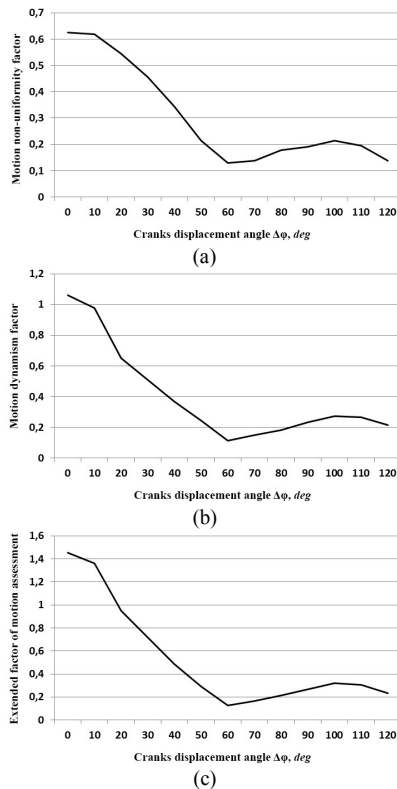 0,7
0,6
0,5
0,4
0,3
0,2
0,1
0
Motion non-uniformity factor
0 10 20 30 40 50 60 70 80 90 100 110 120
Cranks displacement angle Δφ, deg
(a)
1,2
1
0,8
0,6
0,4
0,2
0
Motion dynamism factor
0 10 20 30 40 50 60 70 80 90 100 110 120
Cranks displacement angle Δφ, deg
(b)
1,6
1,4
1,2
1
0,8
0,6
0,4
0,2
0
Extended factor of motion assessment
0 10 20 30 40 50 60 70 80 90 100 110 120
Cranks displacement angle Δφ, deg
(c)